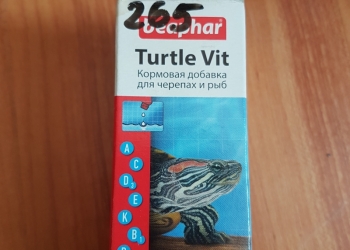 265
beaphar
Turtle Vit
Кормовая добавка
для черепах и рыб
A
C
D3
E
K
B1